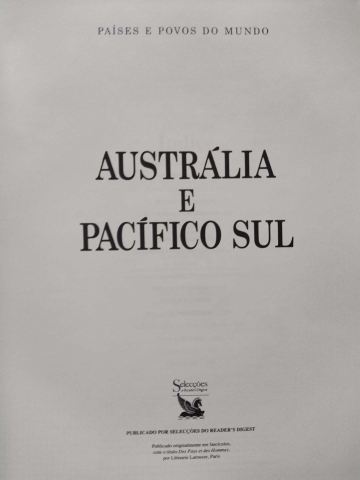 PAÍSES E POVOS DO MUNDO
AUSTRÁLIA
E
PACÍFICO SUL
Selecções
PUBLICADO POR SELECÇÕES DO READER'S DIGEST
Publicado originalmente em fascículos,
com o título Des Pays et des Hommes,
por Librairie Larousse, Paris